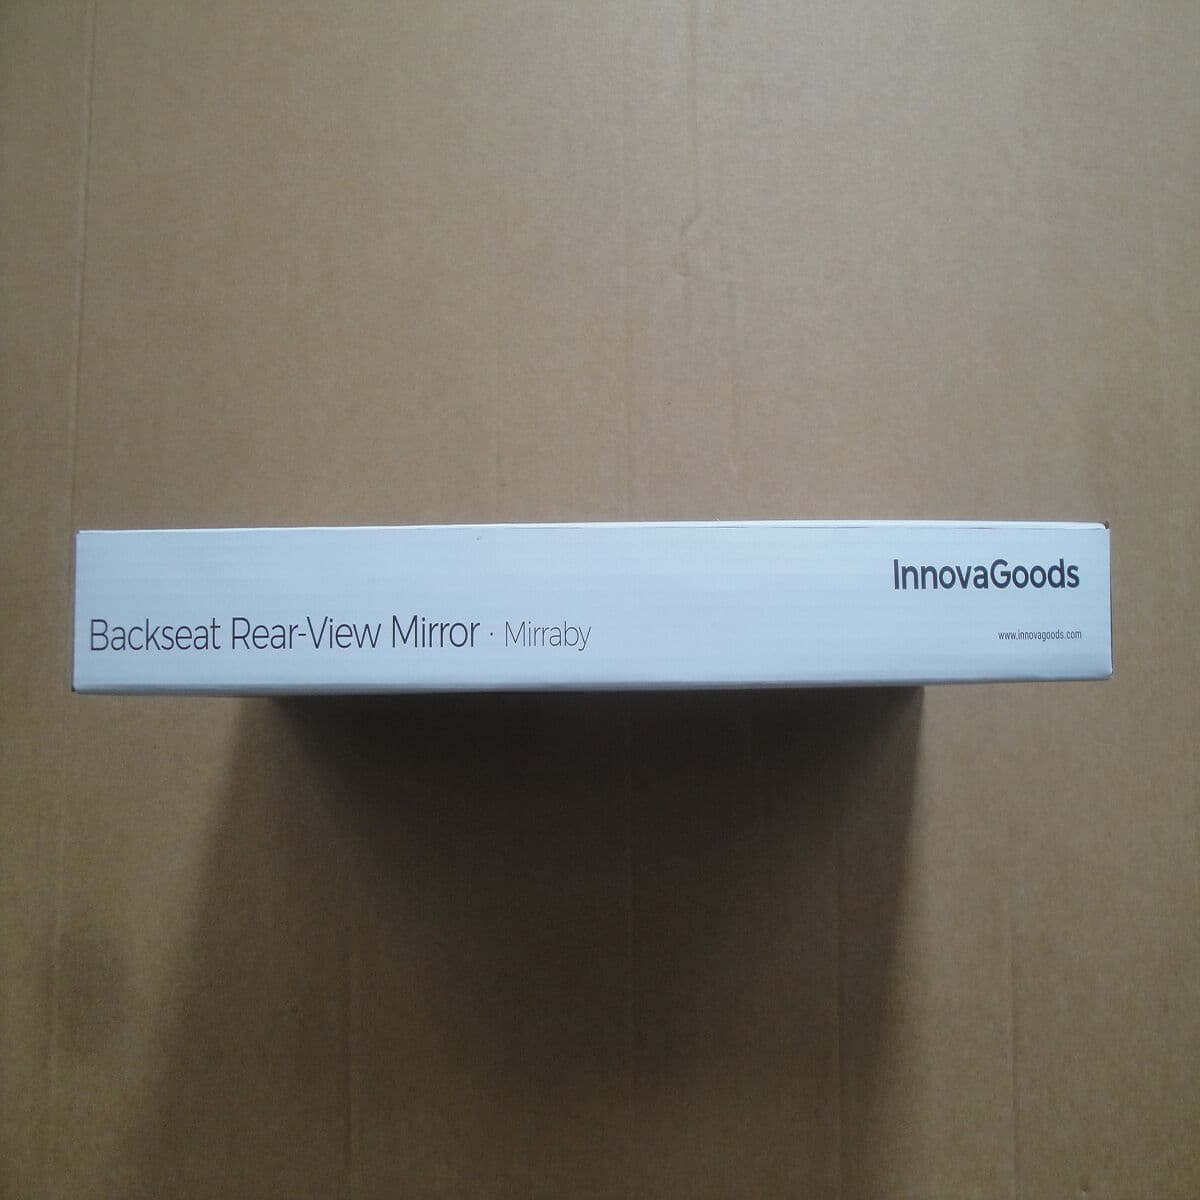 InnovaGoods
Backseat Rear-View Mirror · Mirraby
www.innovagoods.com